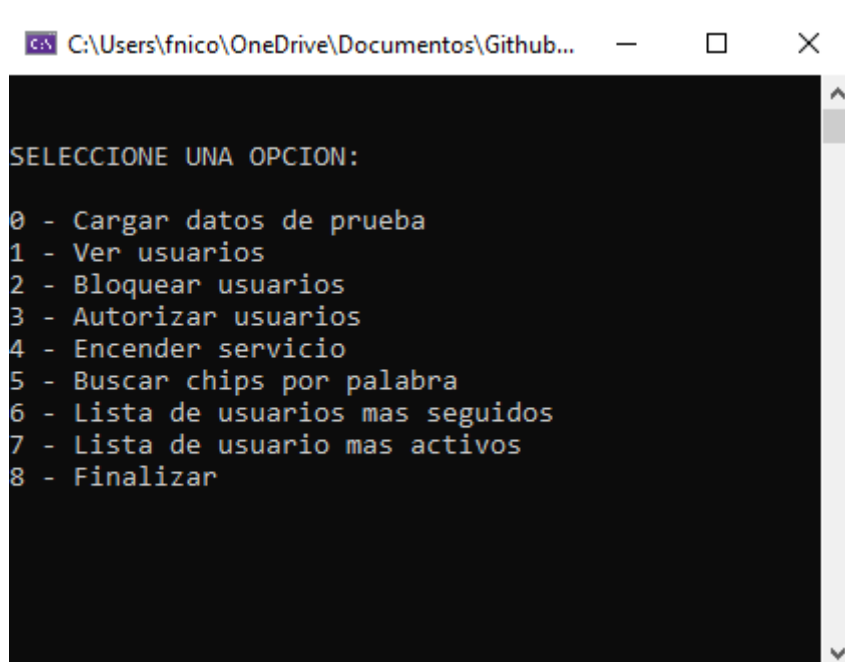 C:\Users\fnico\OneDrive\Documentos\Github...
SELECCIONE UNA OPCION:
0 - Cargar datos de prueba
1 - Ver usuarios
2 - Bloquear usuarios
3 - Autorizar usuarios
4 - Encender servicio
5 - Buscar chips por palabra
6 - Lista de usuarios mas seguidos
7 - Lista de usuario mas activos
8 - Finalizar